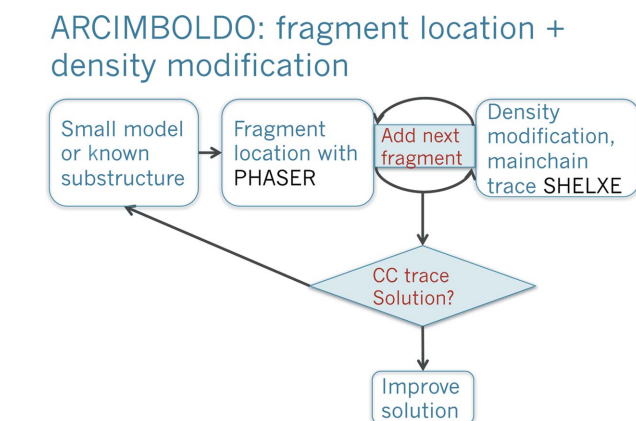 ARCIMBOLDO: fragment location +
density modification
Small model
or known
substructure
Fragment
location with
PHASER
Add next
fragment
Density
modification,
mainchain
trace SHELXE
CC trace
Solution?
Improve
solution